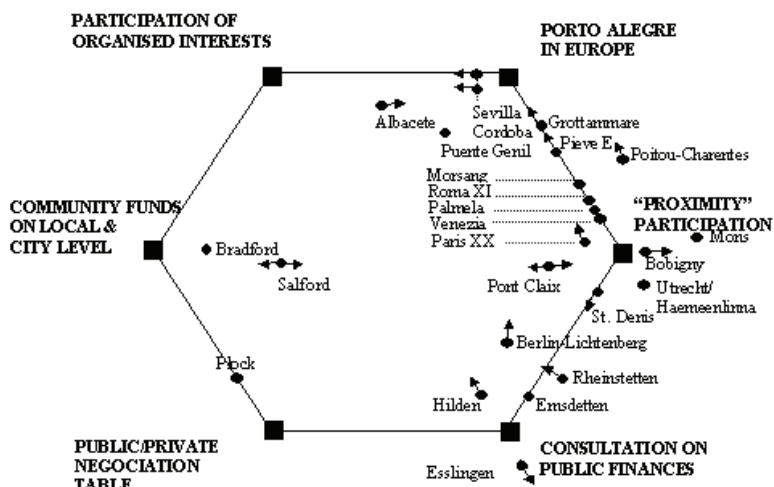 PARTICIPATION OF
ORGANISED INTERESTS
PORTO ALEGRE
IN EUROPE
Albacete
Sevilla
Cordoba
Puente Genil
Grottammare
Pieve E
Poitou-Charentes
Morsang
Roma XI
Palmela
Venezia
Paris XX
COMMUNITY FUNDS
ON LOCAL &
CITY LEVEL
"PROXIMITY"
PARTICIPATION
Mons
Bobigny
Utrecht/
Haemeenlinna
Bradford
Salford
Pont Claix
St. Denis
Berlin-Lichtenberg
Plock
Rheinstetten
Hilden
Emsdetten
PUBLIC/PRIVATE
NEGOCIATION
TABLE
CONSULTATION ON
PUBLIC FINANCES
Esslingen